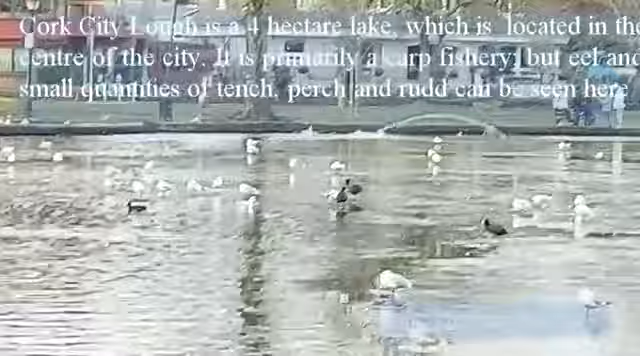 Cork City Lough is a 4 hectare lake, which is located in the
centre of the city. It is primarily a carp fishery, but eel and
small quantities of tench, perch and rudd can be seen here